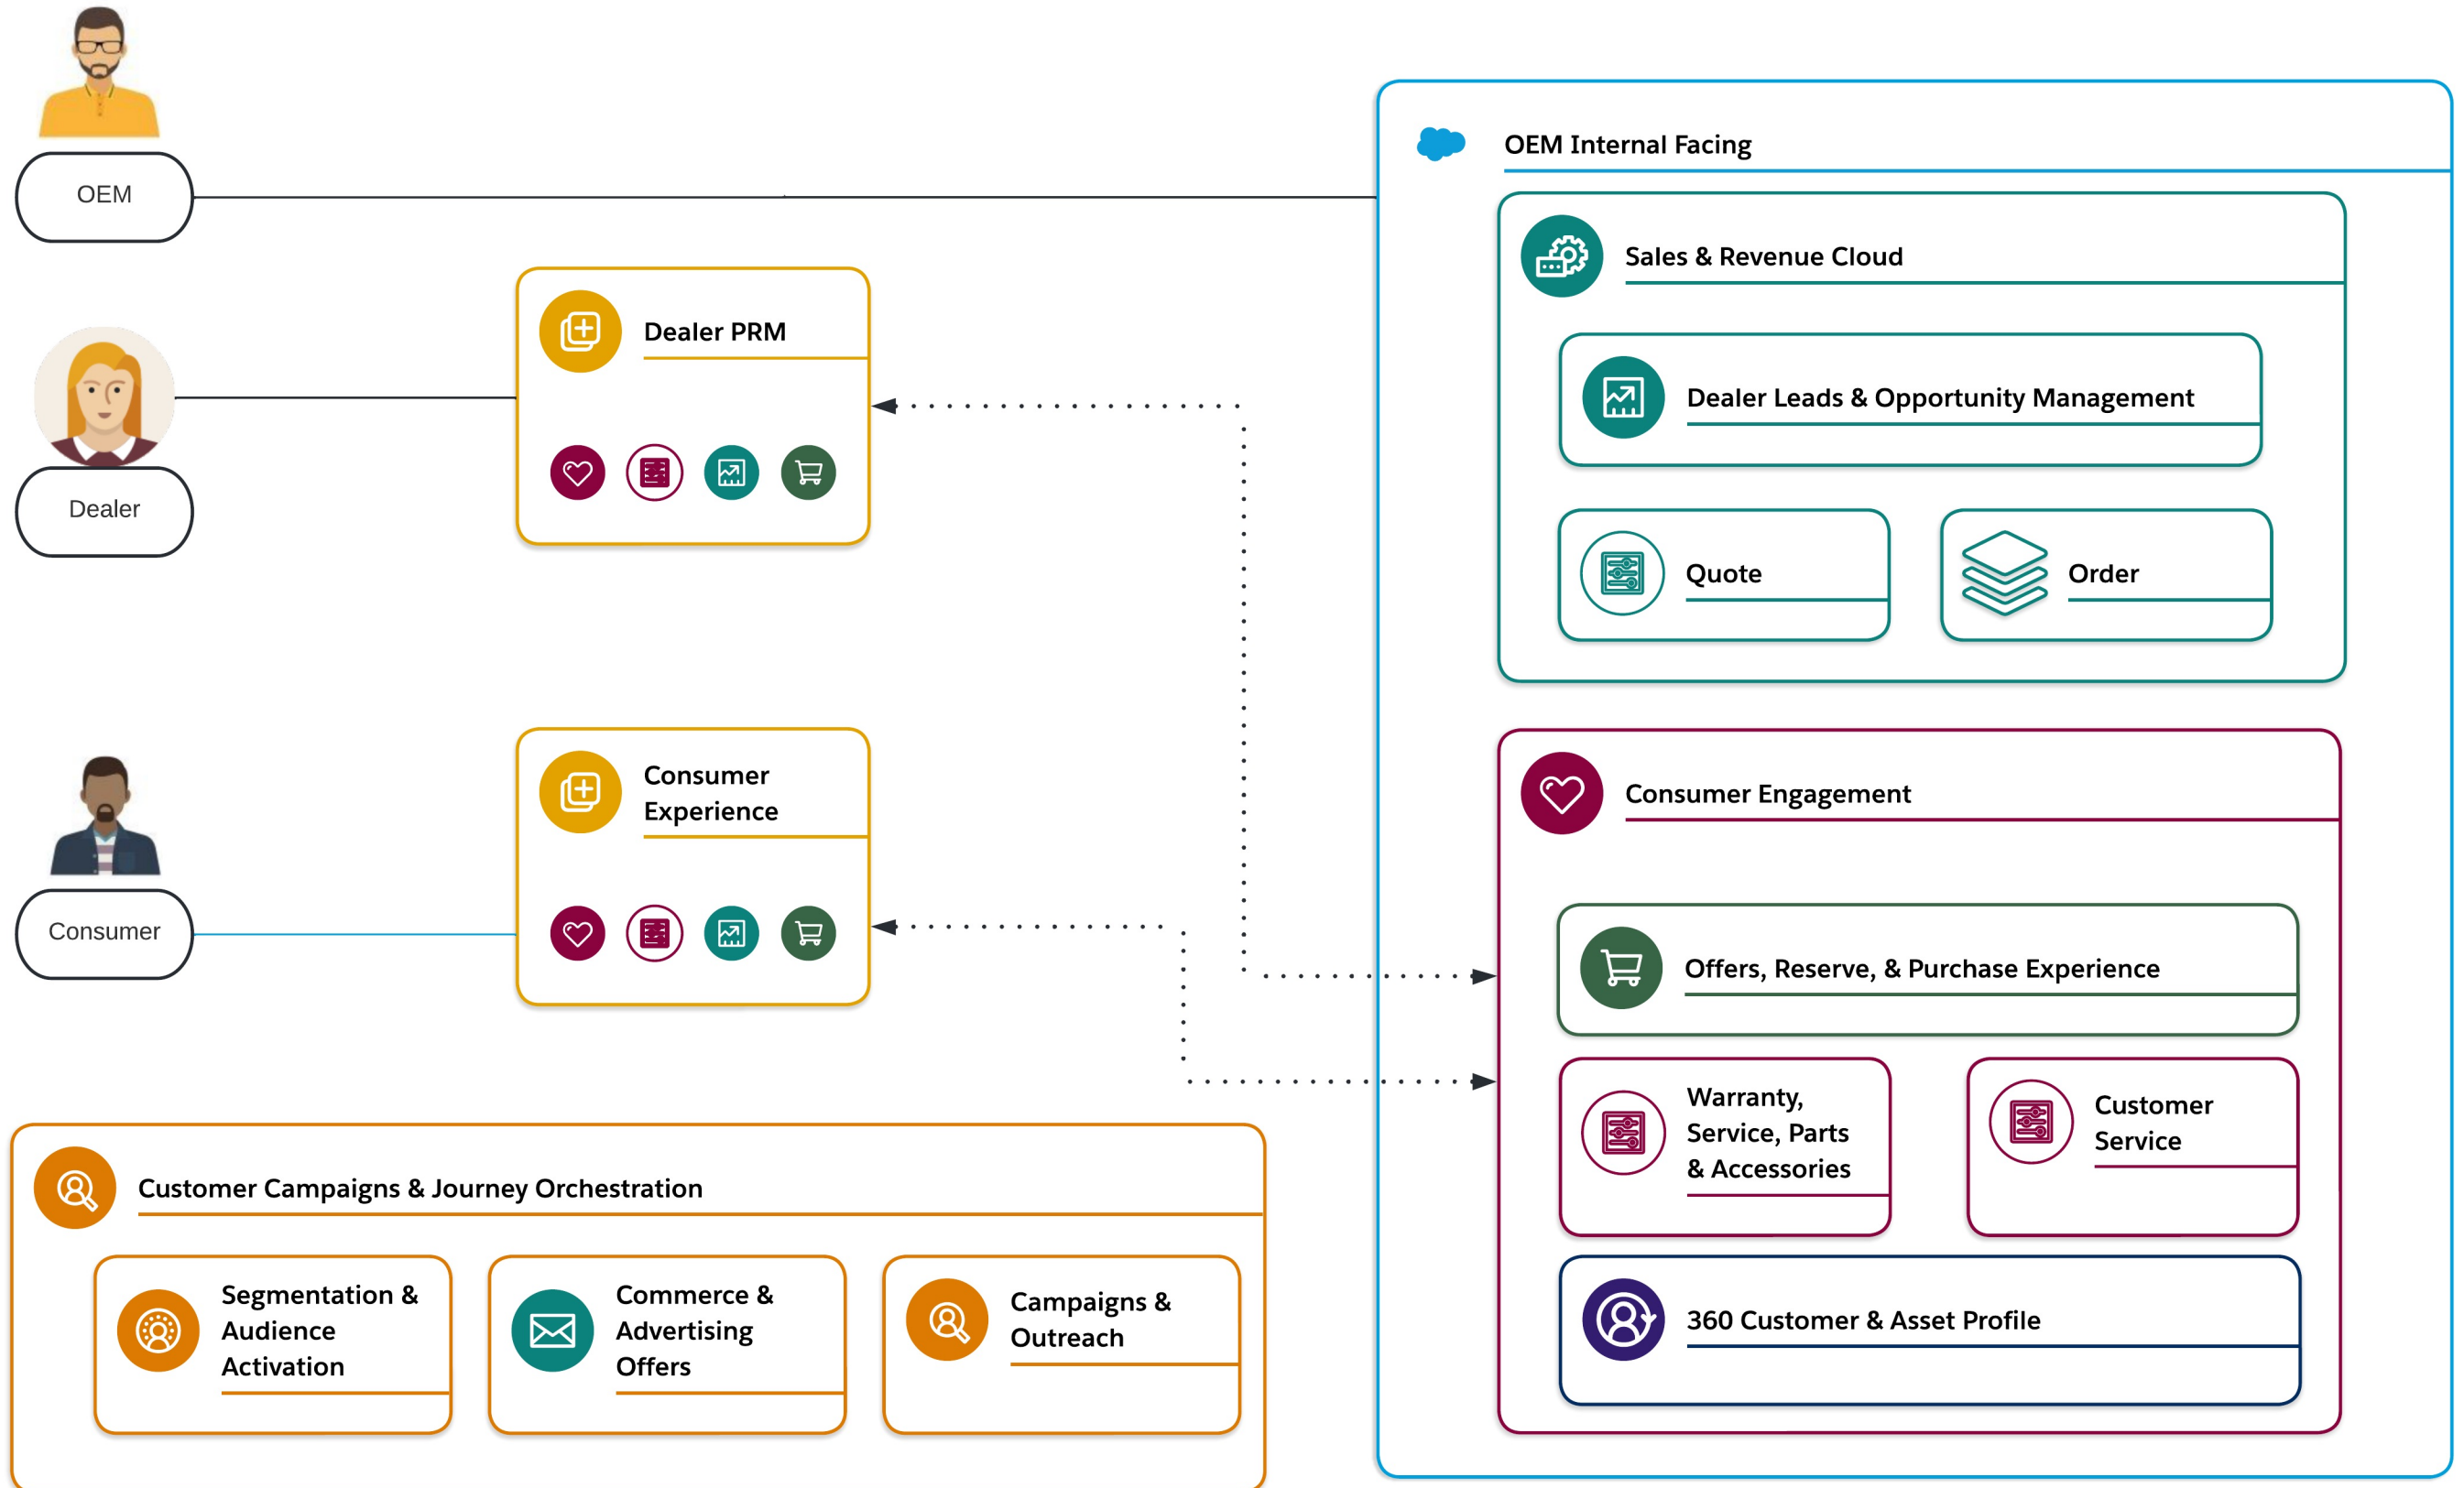 OEM
OEM Internal Facing
Sales & Revenue Cloud
Dealer PRM
Dealer Leads & Opportunity Management
Dealer
Quote
Order
Consumer
Experience
Consumer Engagement
Consumer
Offers, Reserve, & Purchase Experience
Warranty,
Service, Parts
& Accessories
Customer
Service
Customer Campaigns & Journey Orchestration
Segmentation &
Audience
Activation
Commerce &
Advertising
Offers
Campaigns &
Outreach
360 Customer & Asset Profile